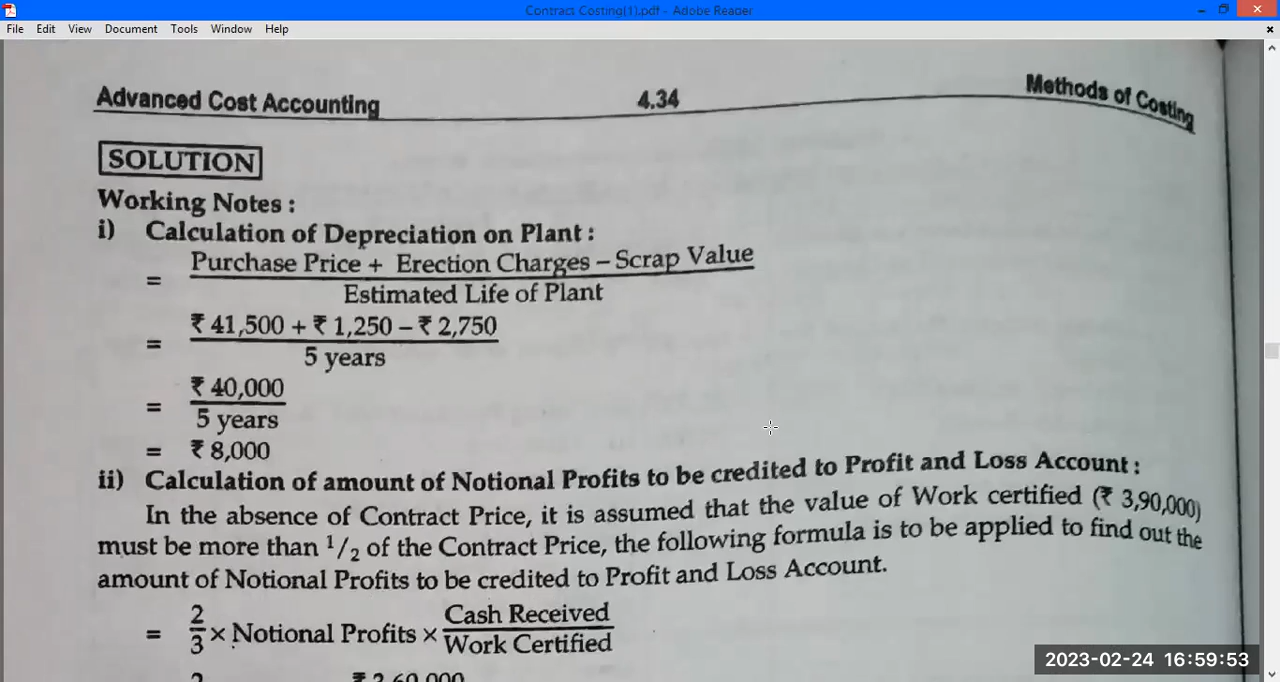 Contract Costing(1).pdf - Adobe Reader
File Edit View Document Tools Window Help
Advanced Cost Accounting 4.34 Methods of Costing
SOLUTION
Working Notes :
i) Calculation of Depreciation on Plant :
= Purchase Price + Erection Charges – Scrap Value
Estimated Life of Plant
= ₹ 41,500 + ₹ 1,250 – ₹ 2,750
5 years
= ₹ 40,000
5 years
= ₹ 8,000
ii) Calculation of amount of Notional Profits to be credited to Profit and Loss Account :
In the absence of Contract Price, it is assumed that the value of Work certified (₹ 3,90,000)
must be more than 1/2 of the Contract Price, the following formula is to be applied to find out the
amount of Notional Profits to be credited to Profit and Loss Account.
= 2/3 × Notional Profits × Cash Received
Work Certified
2023-02-24 16:59:53